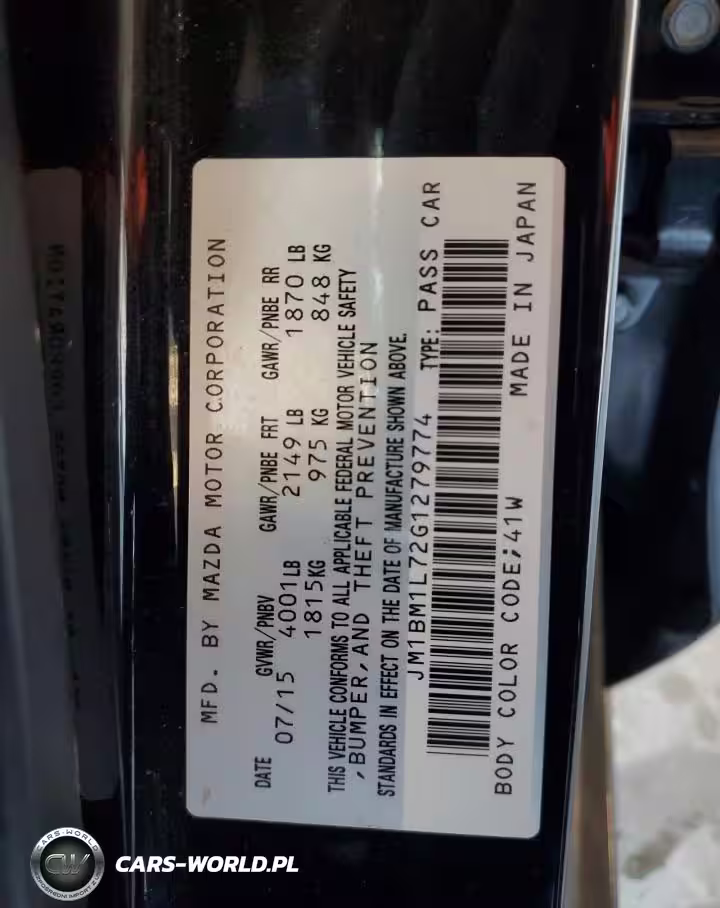 MFD. BY MAZDA MOTOR CORPORATION
DATE GVWR/PNBV GAWR/PNBE FRT GAWR/PNBE RR
07/15 4001LB 2149 LB 1870 LB
1815KG 975 KG 848 KG
THIS VEHICLE CONFORMS TO ALL APPLICABLE FEDERAL MOTOR VEHICLE SAFETY
,BUMPER, AND THEFT PREVENTION
STANDARDS IN EFFECT ON THE DATE OF MANUFACTURE SHOWN ABOVE.
JM1BM1L72G1279774 TYPE: PASS CAR
BODY COLOR CODE;41W MADE IN JAPAN
CARS-WORLD
CW
CARS-WORLD.PL